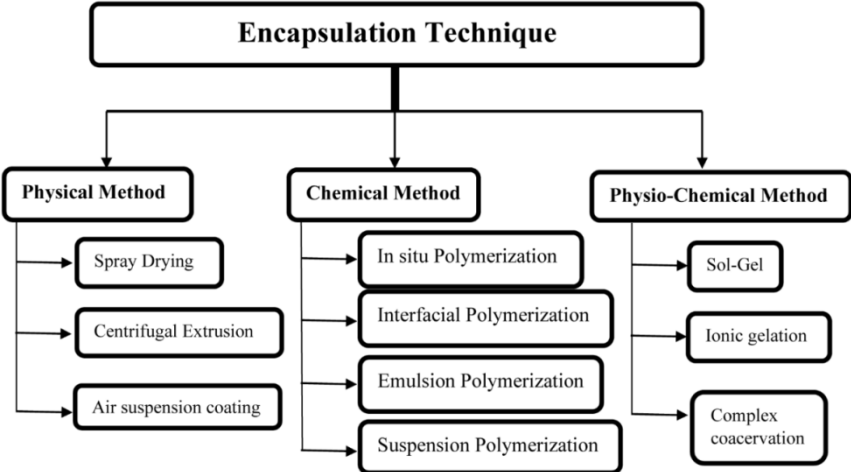 Encapsulation Technique
Physical Method
Spray Drying
Centrifugal Extrusion
Air suspension coating
Chemical Method
In situ Polymerization
Interfacial Polymerization
Emulsion Polymerization
Suspension Polymerization
Physio-Chemical Method
Sol-Gel
Ionic gelation
Complex
coacervation